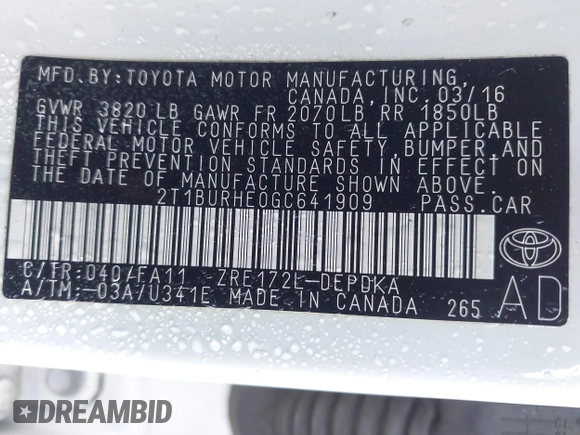 MFD. BY: TOYOTA MOTOR MANUFACTURING,
CANADA, INC. 03/16
GVWR 3820 LB GAWR FR 2070LB, RR 1850LB
THIS VEHICLE CONFORMS TO ALL APPLICABLE
FEDERAL MOTOR VEHICLE SAFETY, BUMPER, AND
THEFT PREVENTION STANDARDS IN EFFECT ON
THE DATE OF MANUFACTURE SHOWN ABOVE.
2T1BURHE0GC641909 PASS.CAR
C/TR:040/FA11 ZRE172L-DEPDKA
A/TM:-03A/U341E MADE IN CANADA 265 AD
DREAMBID